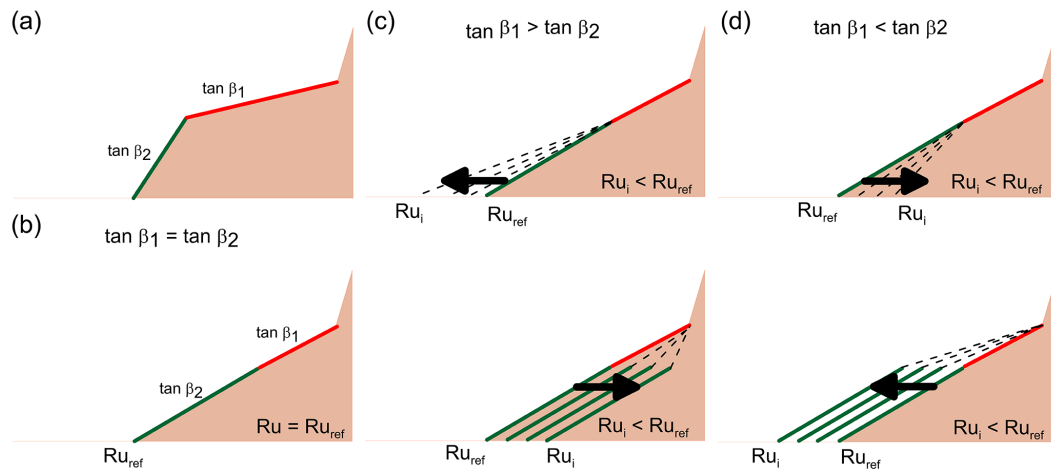 (a)
tan β1
tan β2
(b)
tan β1 = tan β2
tan β1
tan β2
Ru = Ruref
Ruref
(c)
tan β1 > tan β2
Rui < Ruref
Rui
Ruref
Rui < Ruref
Ruref
Rui
(d)
tan β1 < tan β2
Rui < Ruref
Ruref
Rui
Rui < Ruref
Rui
Ruref